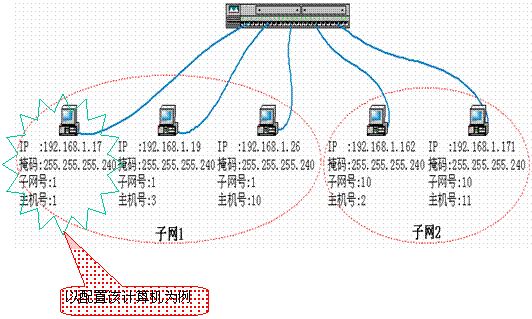 IP :192.168.1.17 IP :192.168.1.19 IP :192.168.1.26 IP :192.168.1.162 IP :192.168.1.171
掩码:255.255.255.240 掩码:255.255.255.240 掩码:255.255.255.240 掩码:255.255.255.240 掩码:255.255.255.240
子网号:1 子网号:1 子网号:1 子网号:10 子网号:10
主机号:1 主机号:3 主机号:10 主机号:2 主机号:11
子网1 子网2
以配置该计算机为例